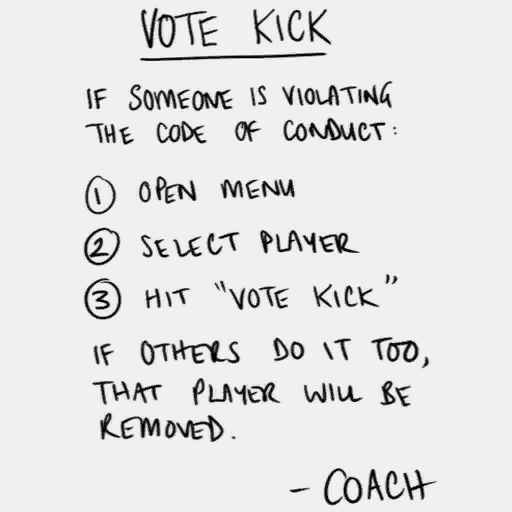 VOTE KICK
IF SOMEONE IS VIOLATING
THE CODE OF CONDUCT:
1 OPEN MENU
2 SELECT PLAYER
3 HIT "VOTE KICK"
IF OTHERS DO IT TOO,
THAT PLAYER WILL BE
REMOVED.
- COACH